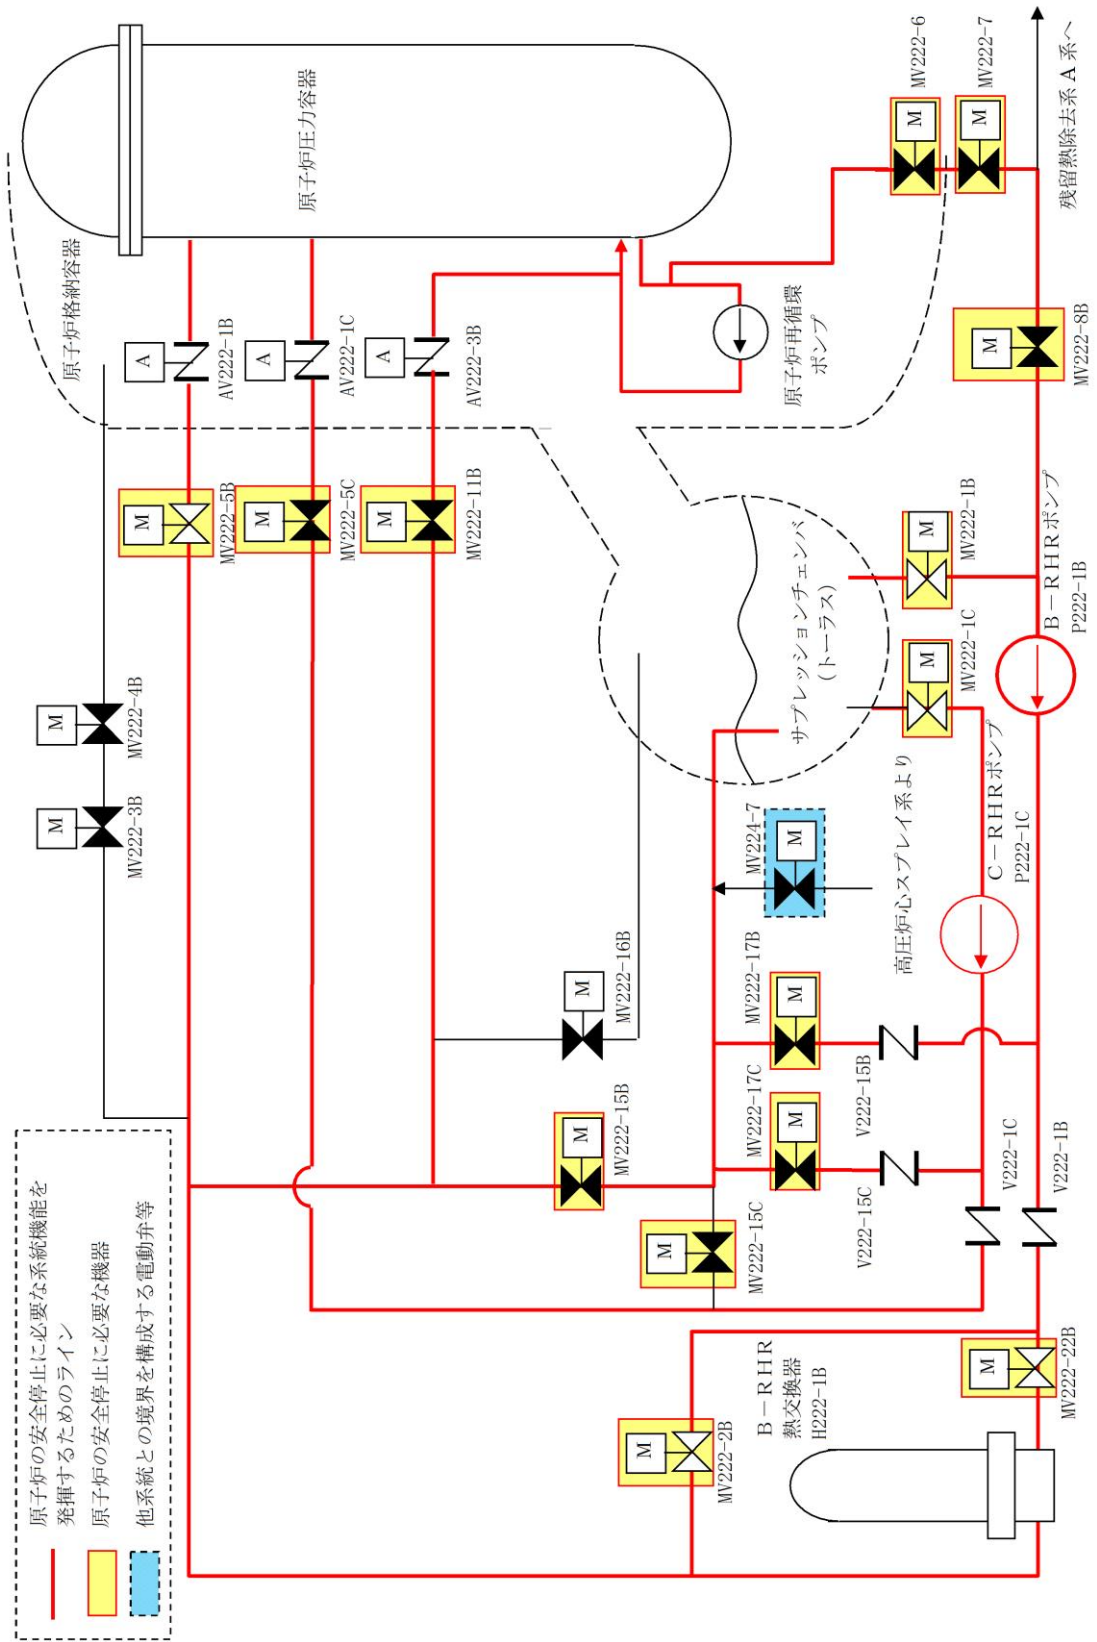 原子炉の安全停止に必要な系統機能を
発揮するためのライン
原子炉の安全停止に必要な機器
他系統との境界を構成する電動弁等
M
MV222-3B
M
MV222-4B
原子炉格納容器
原子炉圧力容器
A
AV222-1B
A
AV222-1C
A
AV222-3B
M
MV222-5B
M
MV222-5C
M
MV222-11B
原子炉再循環
ポンプ
M
MV222-6
M
MV222-7
残留熱除去系A系へ
M
MV222-8B
サプレッションチェンバ
(トーラス)
M
MV222-1B
M
MV222-1C
B-RHRポンプ
P222-1B
C-RHRポンプ
P222-1C
高圧炉心スプレイ系より
MV224-7
M
M
MV222-16B
M
MV222-15B
M
MV222-17B
M
MV222-17C
V222-15B
V222-15C
M
MV222-15C
V222-1C
V222-1B
M
MV222-2B
B-RHR
熱交換器
H222-1B
M
MV222-22B